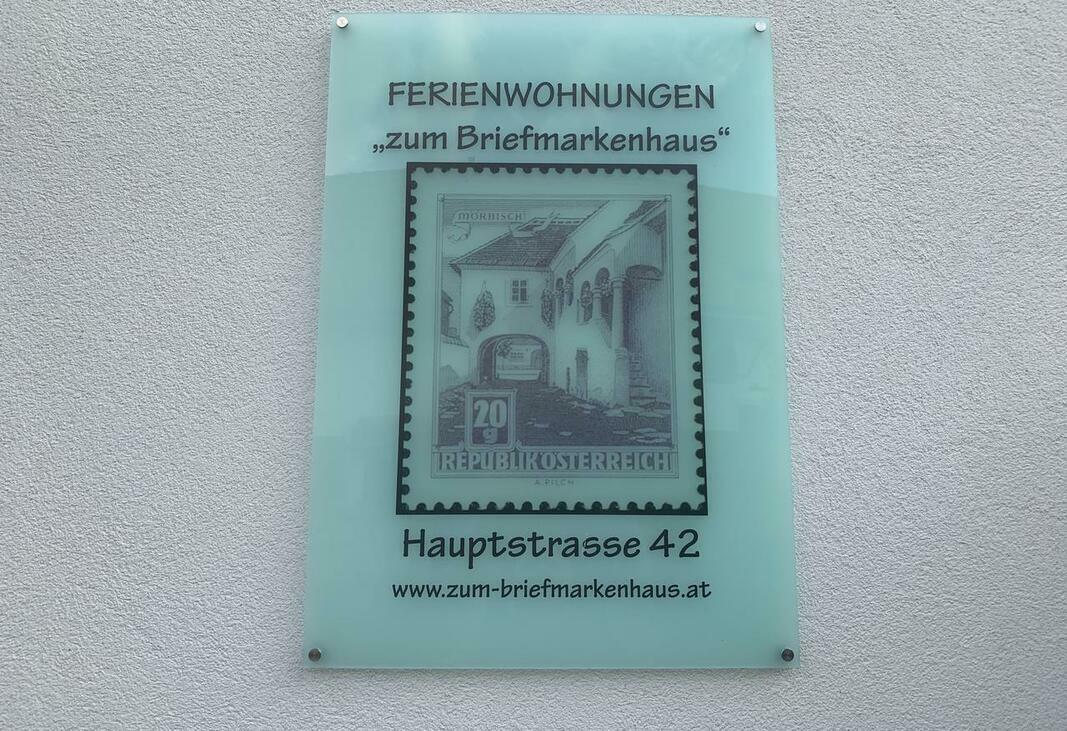 FERIENWOHNUNGEN
„zum Briefmarkenhaus“
MÖRBISCH
20
g
REPUBLIK ÖSTERREICH
A. PILCH
Hauptstrasse 42
www.zum-briefmarkenhaus.at